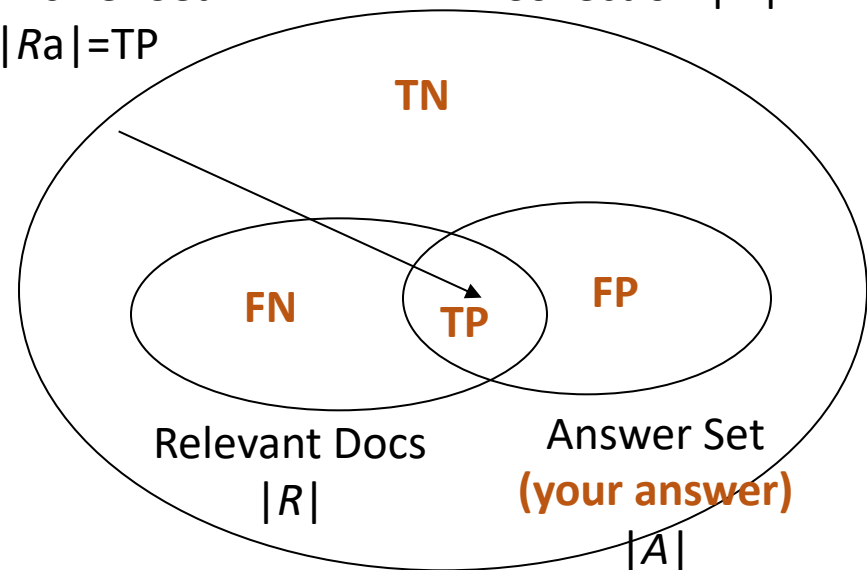 |Ra|=TP
TN
FN
TP
FP
Relevant Docs
|R|
Answer Set
(your answer)
|A|